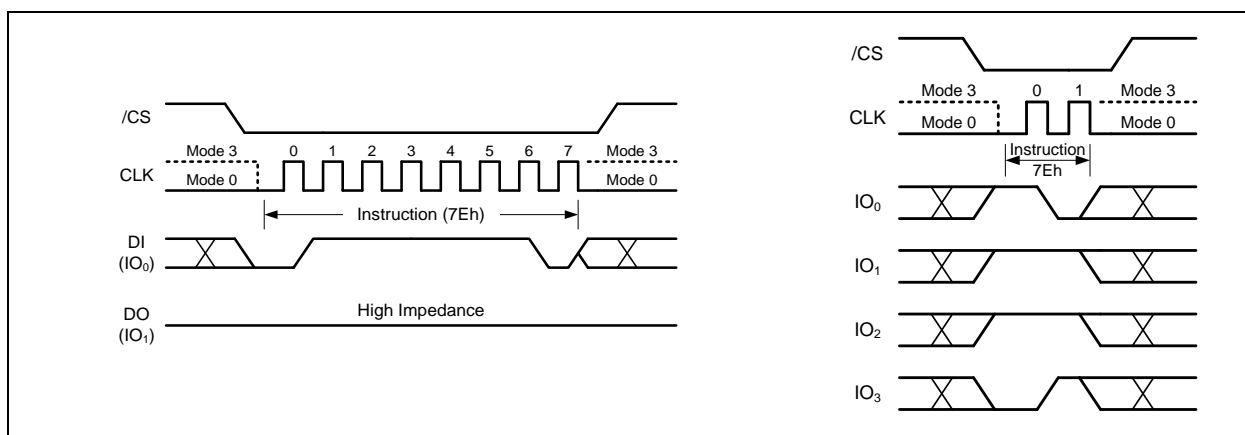 /CS
Mode 3 0 1 2 3 4 5 6 7 Mode 3
CLK Mode 0 Mode 0
Instruction (7Eh)
DI
(IO₀)
High Impedance
DO
(IO₁)
/CS
Mode 3 0 1 Mode 3
CLK Mode 0 Mode 0
Instruction
7Eh
IO₀
IO₁
IO₂
IO₃